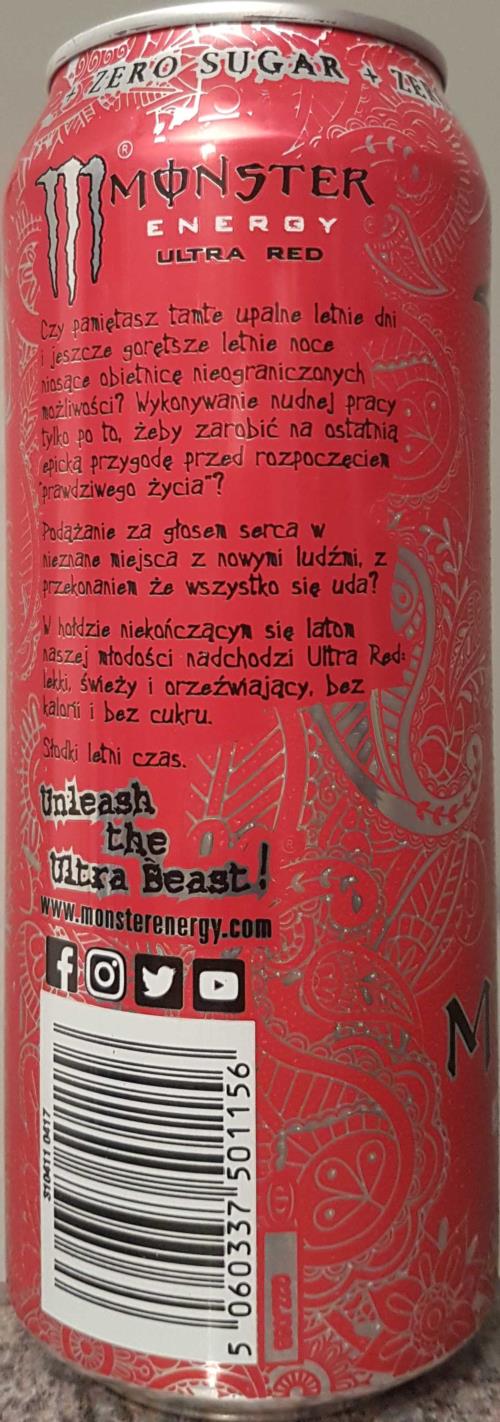 + ZERO SUGAR + ZER
MONSTER
ENERGY
ULTRA RED
Czy pamiętasz tamte upalne letnie dni
i jeszcze gorętsze letnie noce
niosące obietnicę nieograniczonych
możliwości? Wykonywanie nudnej pracy
tylko po to, żeby zarobić na ostatnią
epicką przygodę przed rozpoczęciem
"prawdziwego życia"?
Podążanie za głosem serca w
nieznane miejsca z nowymi ludźmi, z
przekonaniem że wszystko się uda?
W hołdzie niekończącym się latom
naszej młodości nadchodzi Ultra Red:
lekki, świeży i orzeźwiający, bez
kalorii i bez cukru.
Słodki letni czas.
Unleash
the
Ultra Beast!
www.monsterenergy.com
310411 0417
5 060337 501156
M